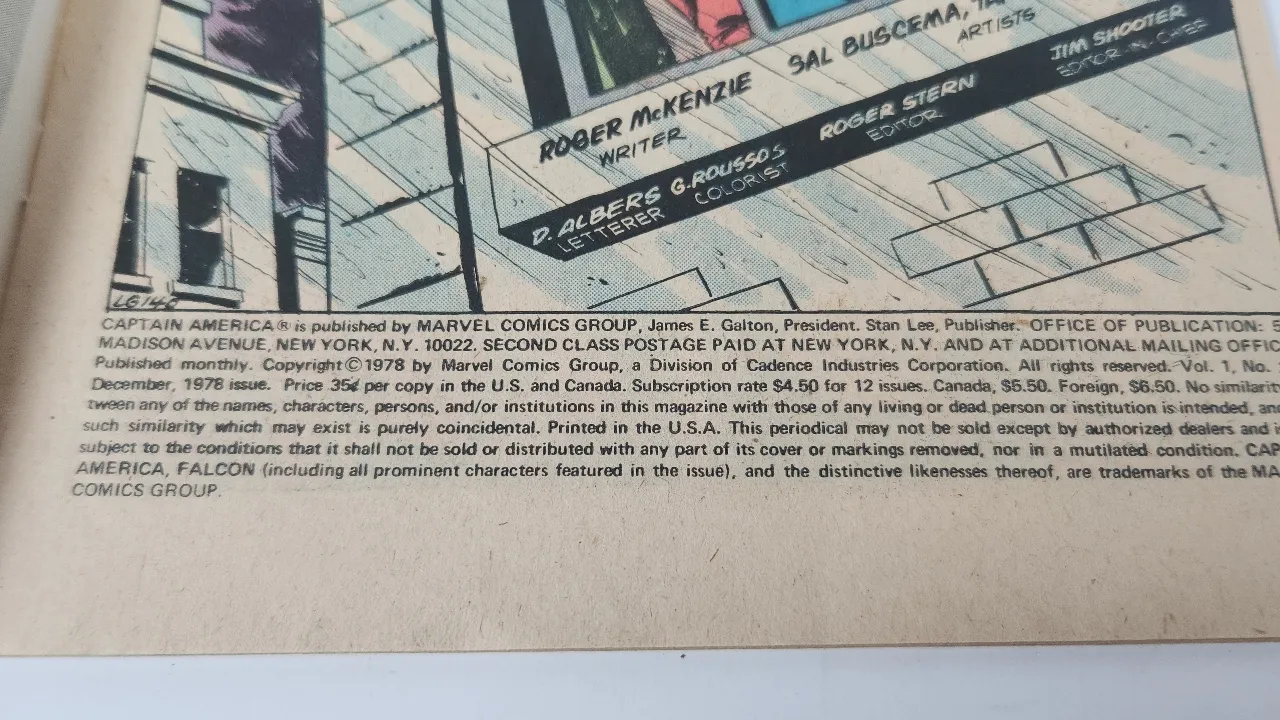 SAL BUSCEMA,
ARTISTS
JIM SHOOTER
EDITOR-IN-CHIEF
ROGER McKENZIE
WRITER
ROGER STERN
EDITOR
D. ALBERS
LETTERER
G. ROUSSOS
COLORIST
CAPTAIN AMERICA® is published by MARVEL COMICS GROUP, James E. Galton, President. Stan Lee, Publisher. OFFICE OF PUBLICATION:
MADISON AVENUE, NEW YORK, N.Y. 10022. SECOND CLASS POSTAGE PAID AT NEW YORK, N.Y. AND AT ADDITIONAL MAILING OFFIC
Published monthly. Copyright©1978 by Marvel Comics Group, a Division of Cadence Industries Corporation. All rights reserved. Vol. 1, No.
December, 1978 issue. Price 35¢ per copy in the U.S. and Canada. Subscription rate $4.50 for 12 issues. Canada, $5.50. Foreign, $6.50. No similarit
tween any of the names, characters, persons, and/or institutions in this magazine with those of any living or dead person or institution is intended, an
such similarity which may exist is purely coincidental. Printed in the U.S.A. This periodical may not be sold except by authorized dealers and i
subject to the conditions that it shall not be sold or distributed with any part of its cover or markings removed, nor in a mutilated condition. CAP
AMERICA, FALCON (including all prominent characters featured in the issue), and the distinctive likenesses thereof, are trademarks of the MA
COMICS GROUP.